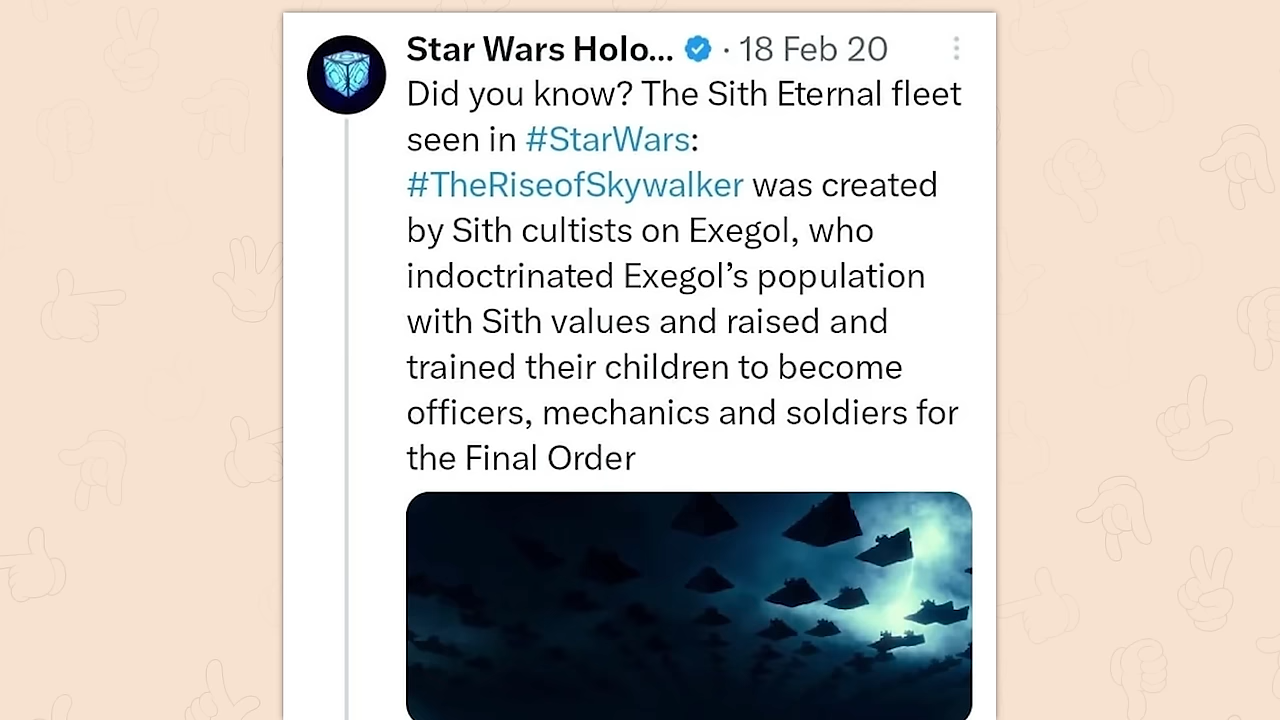 Star Wars Holo... · 18 Feb 20
Did you know? The Sith Eternal fleet
seen in #StarWars:
#TheRiseofSkywalker was created
by Sith cultists on Exegol, who
indoctrinated Exegol’s population
with Sith values and raised and
trained their children to become
officers, mechanics and soldiers for
the Final Order